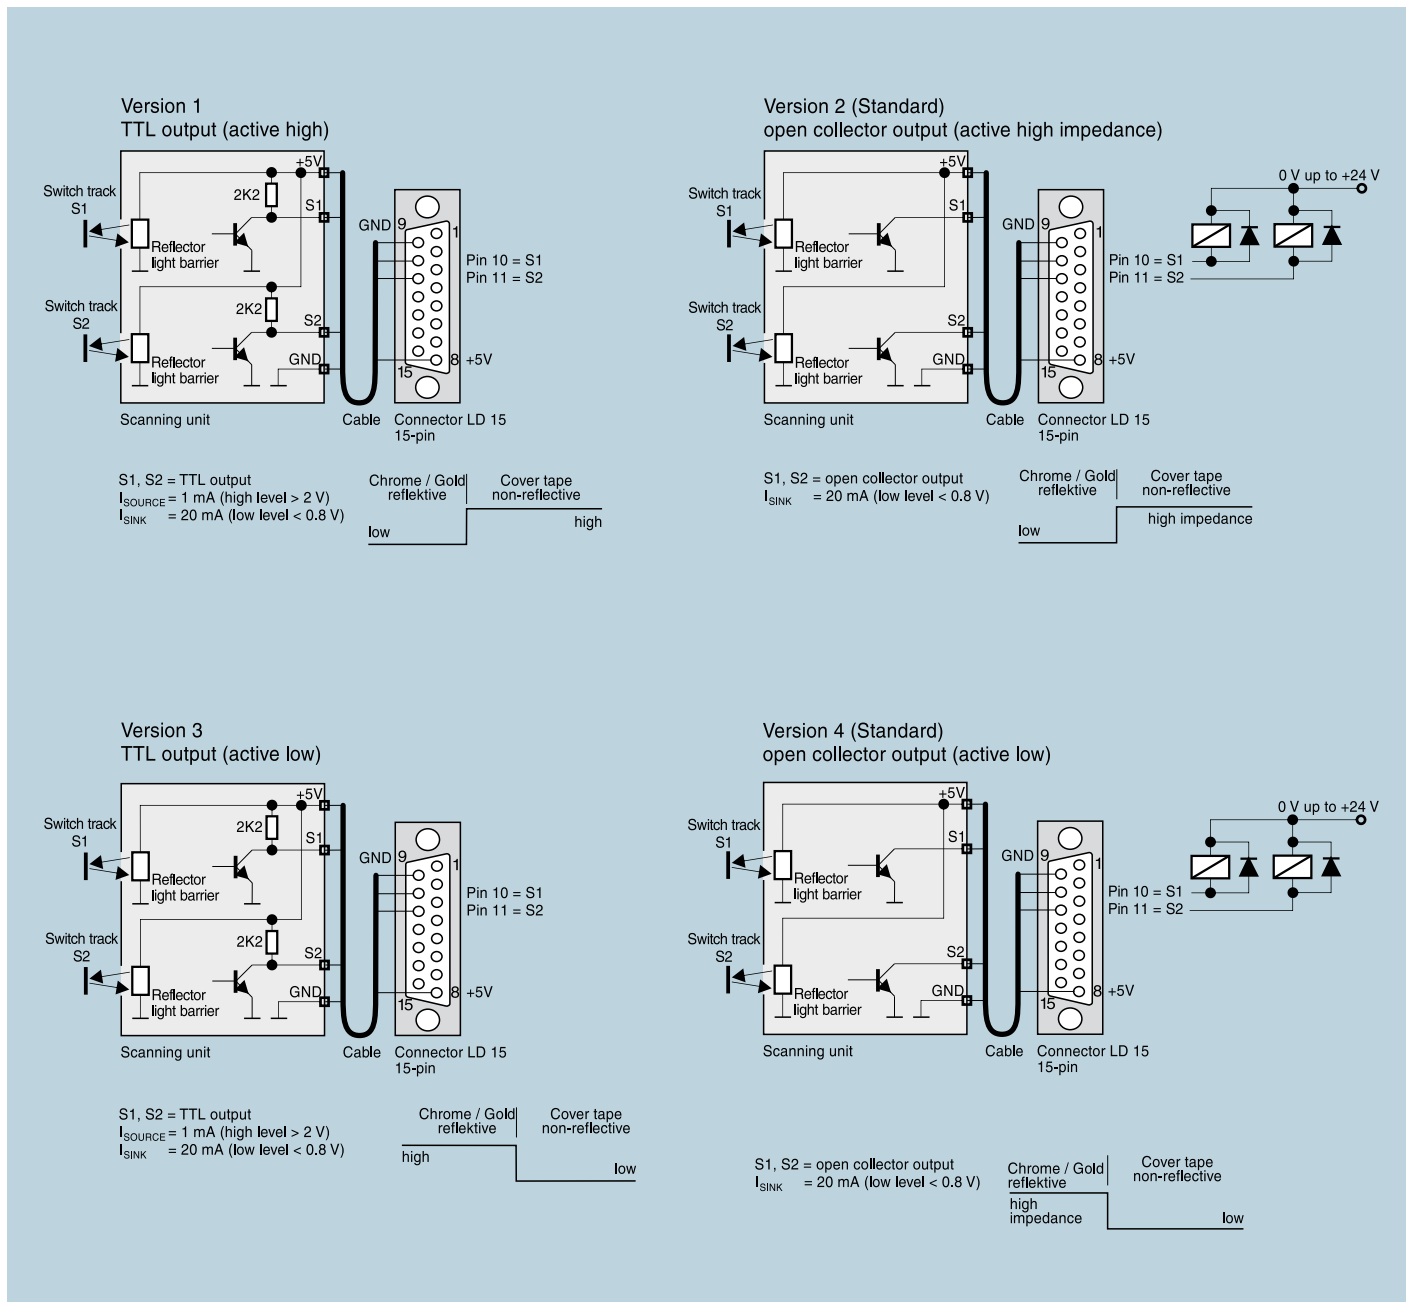 Version 1
TTL output (active high)
+5V
Switch track
S1
2K2
S1
GND
9
1
Reflector
light barrier
Pin 10 = S1
Pin 11 = S2
Switch track
S2
2K2
S2
GND
Reflector
light barrier
15
8
+5V
Scanning unit
Cable
Connector LD 15
15-pin
S1, S2 = TTL output
ISOURCE = 1 mA (high level > 2 V)
ISINK = 20 mA (low level < 0.8 V)
Chrome / Gold
reflektive
Cover tape
non-reflective
low
high
Version 2 (Standard)
open collector output (active high impedance)
+5V
0 V up to +24 V
Switch track
S1
S1
GND
9
1
Reflector
light barrier
Pin 10 = S1
Pin 11 = S2
Switch track
S2
S2
GND
Reflector
light barrier
15
8
+5V
Scanning unit
Cable
Connector LD 15
15-pin
S1, S2 = open collector output
ISINK = 20 mA (low level < 0.8 V)
Chrome / Gold
reflektive
Cover tape
non-reflective
low
high impedance
Version 3
TTL output (active low)
+5V
Switch track
S1
2K2
S1
GND
9
1
Reflector
light barrier
Pin 10 = S1
Pin 11 = S2
Switch track
S2
2K2
S2
GND
Reflector
light barrier
15
8
+5V
Scanning unit
Cable
Connector LD 15
15-pin
S1, S2 = TTL output
ISOURCE = 1 mA (high level > 2 V)
ISINK = 20 mA (low level < 0.8 V)
Chrome / Gold
reflektive
Cover tape
non-reflective
high
low
Version 4 (Standard)
open collector output (active low)
+5V
0 V up to +24 V
Switch track
S1
S1
GND
9
1
Reflector
light barrier
Pin 10 = S1
Pin 11 = S2
Switch track
S2
S2
GND
Reflector
light barrier
15
8
+5V
Scanning unit
Cable
Connector LD 15
15-pin
S1, S2 = open collector output
ISINK = 20 mA (low level < 0.8 V)
Chrome / Gold
reflektive
Cover tape
non-reflective
high
impedance
low